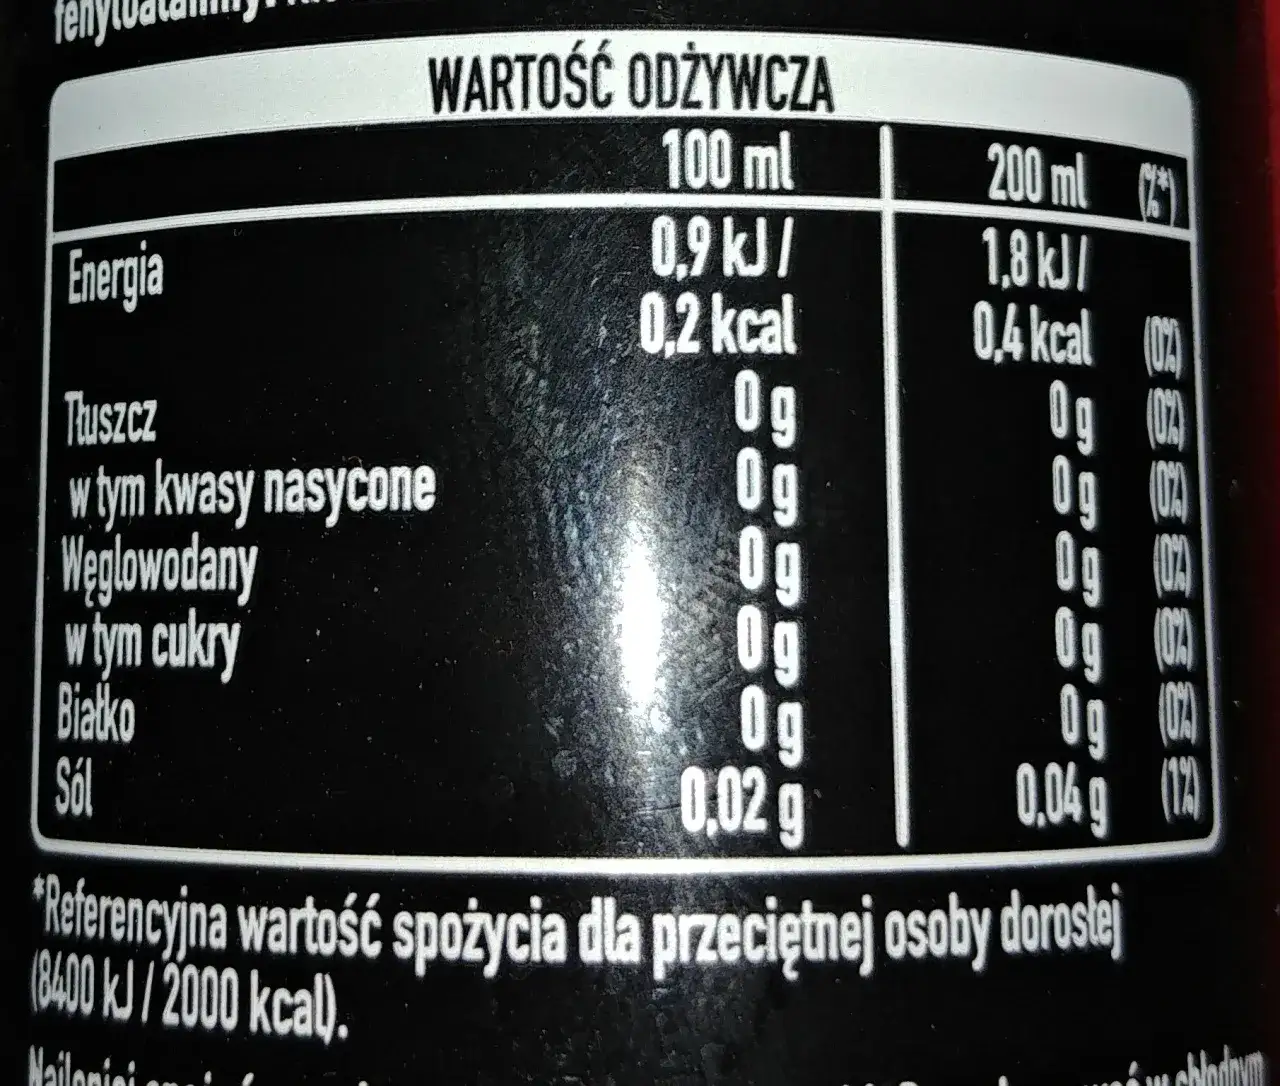 WARTOŚĆ ODŻYWCZA
100 ml 200 ml (%*)
Energia 0,9 kJ / 1,8 kJ /
0,2 kcal 0,4 kcal (0%)
Tłuszcz 0 g 0 g (0%)
w tym kwasy nasycone 0 g 0 g (0%)
Węglowodany 0 g 0 g (0%)
w tym cukry 0 g 0 g (0%)
Białko 0 g 0 g (0%)
Sól 0,02 g 0,04 g (1%)
*Referencyjna wartość spożycia dla przeciętnej osoby dorosłej
(8400 kJ / 2000 kcal).